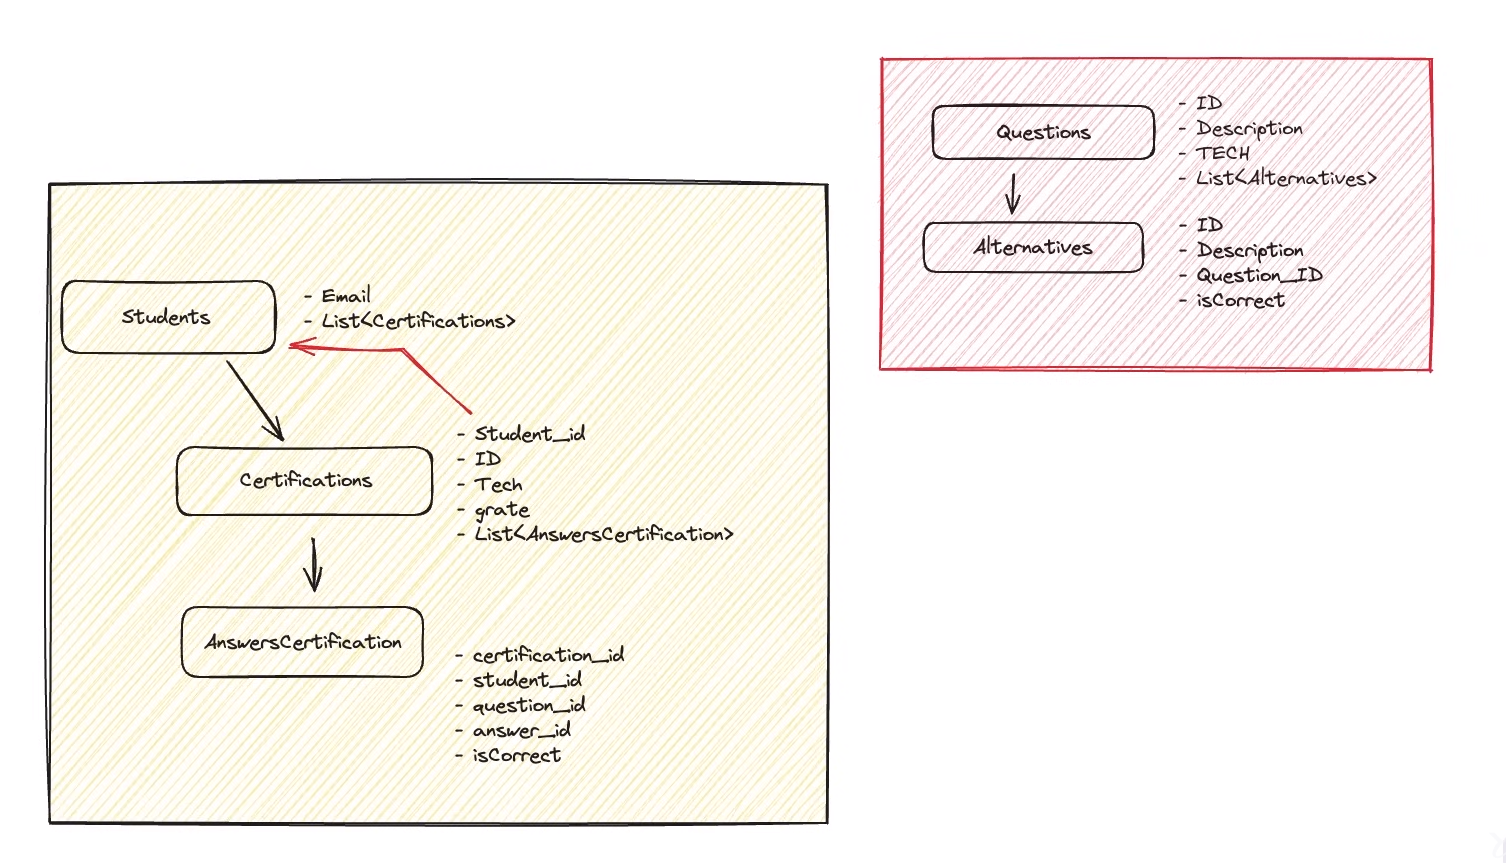 Questions
- ID
- Description
- TECH
- List<Alternatives>
Alternatives
- ID
- Description
- Question_ID
- isCorrect
Students
- Email
- List<Certifications>
Certifications
- Student_id
- ID
- Tech
- grate
- List<AnswersCertification>
AnswersCertification
- certification_id
- student_id
- question_id
- answer_id
- isCorrect